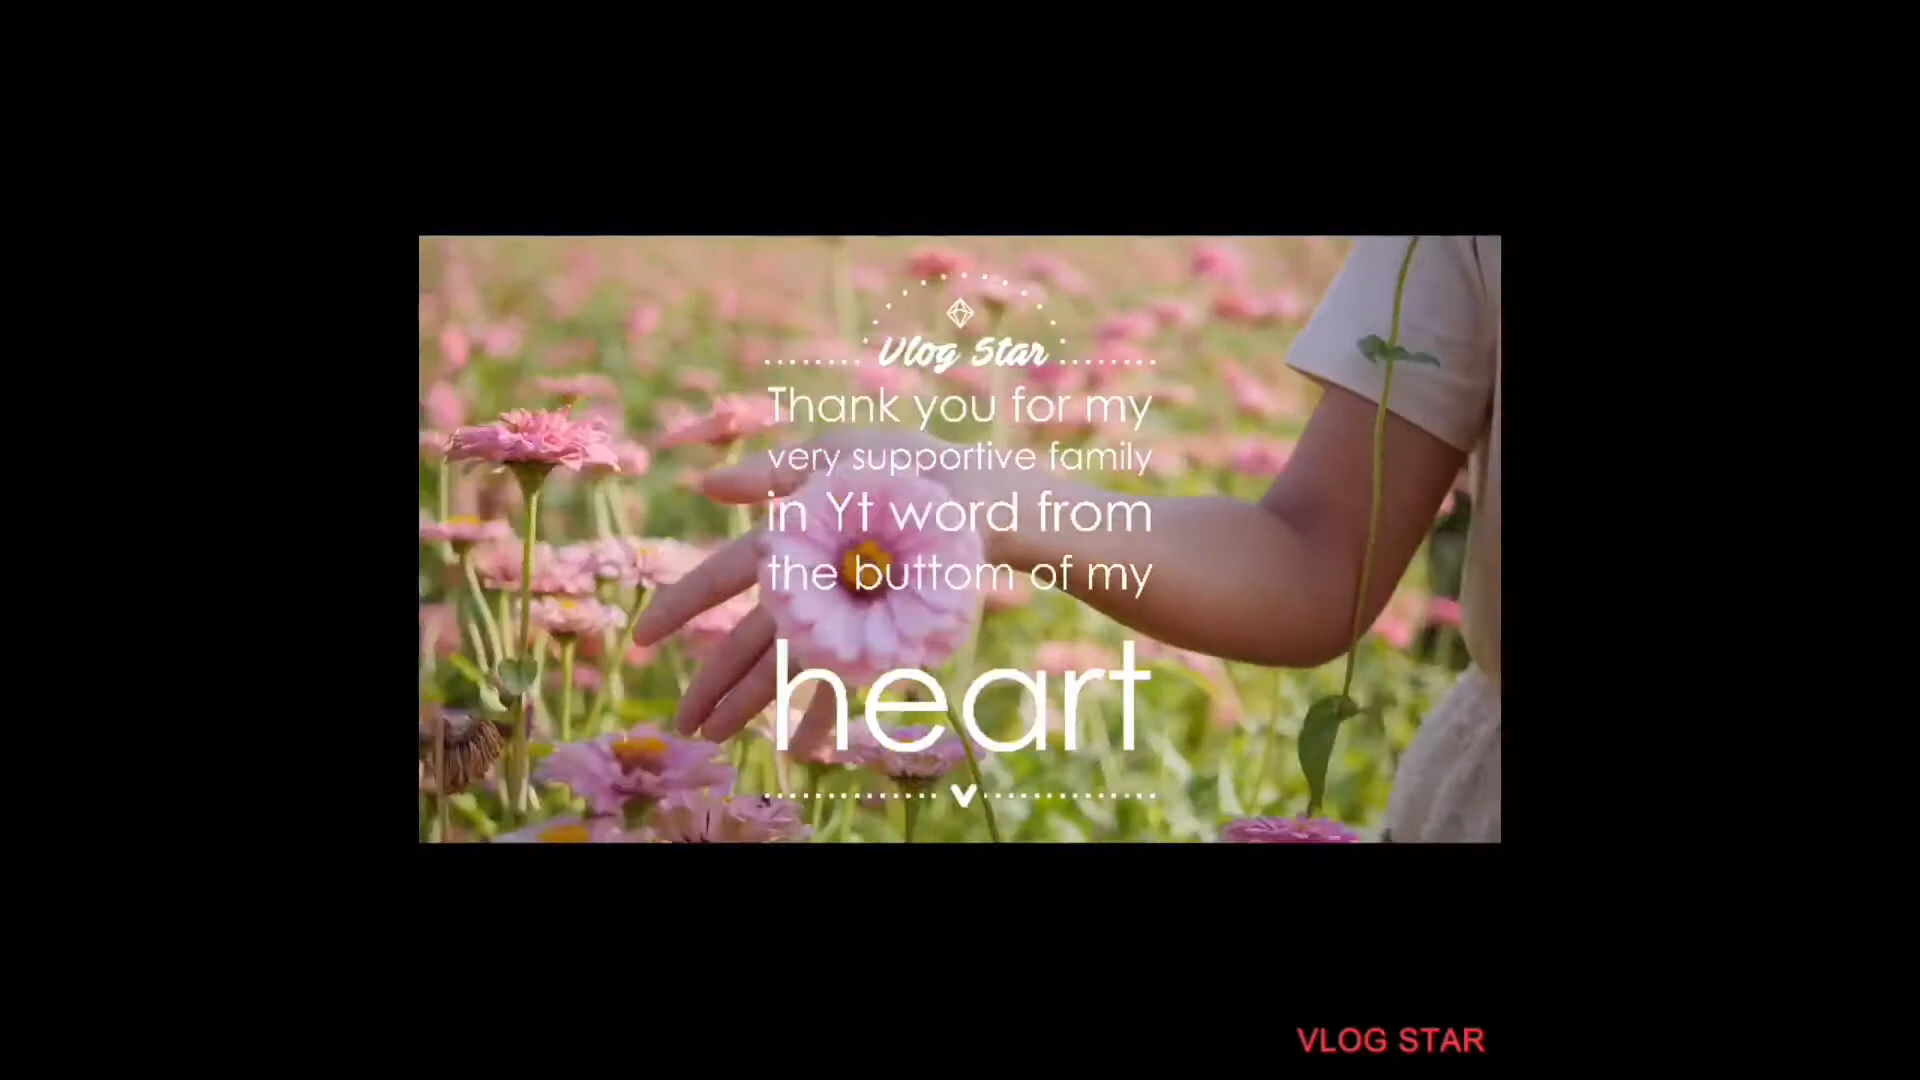 Vlog Star
Thank you for my
very supportive family
in Yt word from
the buttom of my
heart
VLOG STAR